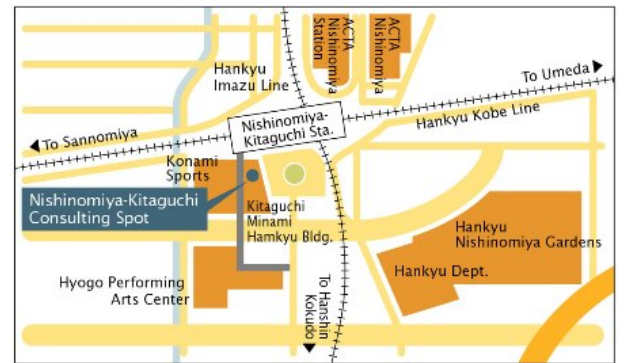 ACTA
Nishinomiya
Station
ACTA
Nishinomiya
Hankyu
Imazu Line
To Umeda
Nishinomiya-
Kitaguchi Sta.
Hankyu Kobe Line
To Sannomiya
Konami
Sports
Nishinomiya-Kitaguchi
Consulting Spot
Kitaguchi
Minami
Hamkyu Bldg.
Hankyu
Nishinomiya Gardens
Hankyu Dept.
Hyogo Performing
Arts Center
To Hanshin
Kokudo